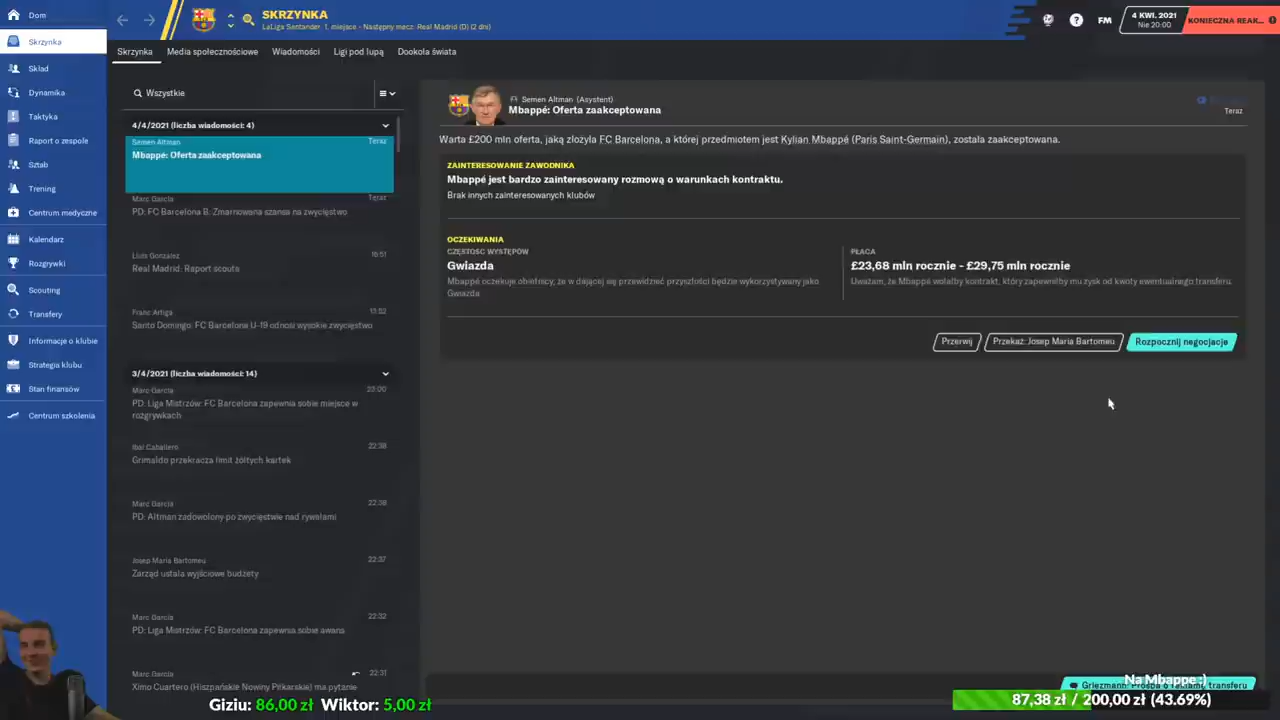 Dom
SKRZYNKA
LaLiga Santander 1. miejsce - Następny mecz: Real Madrid (D) (2 dni)
FM
4 KWI. 2021
Nie 20:00
KONIECZNA REAK...
Skrzynka
Skład
Dynamika
Taktyka
Raport o zespole
Sztab
Trening
Centrum medyczne
Kalendarz
Rozgrywki
Scouting
Transfery
Informacje o klubie
Strategia klubu
Stan finansów
Centrum szkolenia
Skrzynka
Media społecznościowe
Wiadomości
Ligi pod lupą
Dookoła świata
Wszystkie
4/4/2021 (liczba wiadomości: 4)
Semen Altman
Teraz
Mbappé: Oferta zaakceptowana
Marc García
Teraz
PD: FC Barcelona B: Zmarnowana szansa na zwycięstwo
Lluis Gonzalez
16:51
Real Madrid: Raport scouta
Franc Artiga
13:52
Santo Domingo: FC Barcelona U-19 odnosi wysokie zwycięstwo
3/4/2021 (liczba wiadomości: 14)
Marc García
23:00
PD: Liga Mistrzów: FC Barcelona zapewnia sobie miejsce w
rozgrywkach
Ibai Caballero
22:38
Grimaldo przekracza limit żółtych kartek
Marc García
22:38
PD: Altman zadowolony po zwycięstwie nad rywalami
Josep Maria Bartomeu
22:37
Zarząd ustala wyjściowe budżety
Marc García
22:32
PD: Liga Mistrzów: FC Barcelona zapewnia sobie awans
Marc García
22:31
Ximo Cuartero (Hiszpańskie Nowiny Piłkarskie) ma pytanie
Semen Altman (Asystent)
Mbappé: Oferta zaakceptowana
Teraz
Warta £200 mln oferta, jaką złożyła FC Barcelona, a której przedmiotem jest Kylian Mbappé (Paris Saint-Germain), została zaakceptowana.
ZAINTERESOWANIE ZAWODNIKA
Mbappé jest bardzo zainteresowany rozmową o warunkach kontraktu.
Brak innych zainteresowanych klubów
OCZEKIWANIA
CZĘSTOŚĆ WYSTĘPÓW
Gwiazda
Mbappé oczekuje obietnicy, że w dającej się przewidzieć przyszłości będzie wykorzystywany jako
Gwiazda
PŁACA
£23,68 mln rocznie - £29,75 mln rocznie
Uważam, że Mbappé wolałby kontrakt, który zapewniłby mu zysk od kwoty ewentualnego transferu.
Przerwij
Przekaż: Josep Maria Bartomeu
Rozpocznij negocjacje
Griezmann: Prośba o reklamę transferu
Na Mbappe :)
87,38 zł / 200,00 zł (43.69%)
Giziu: 86,00 zł Wiktor: 5,00 zł